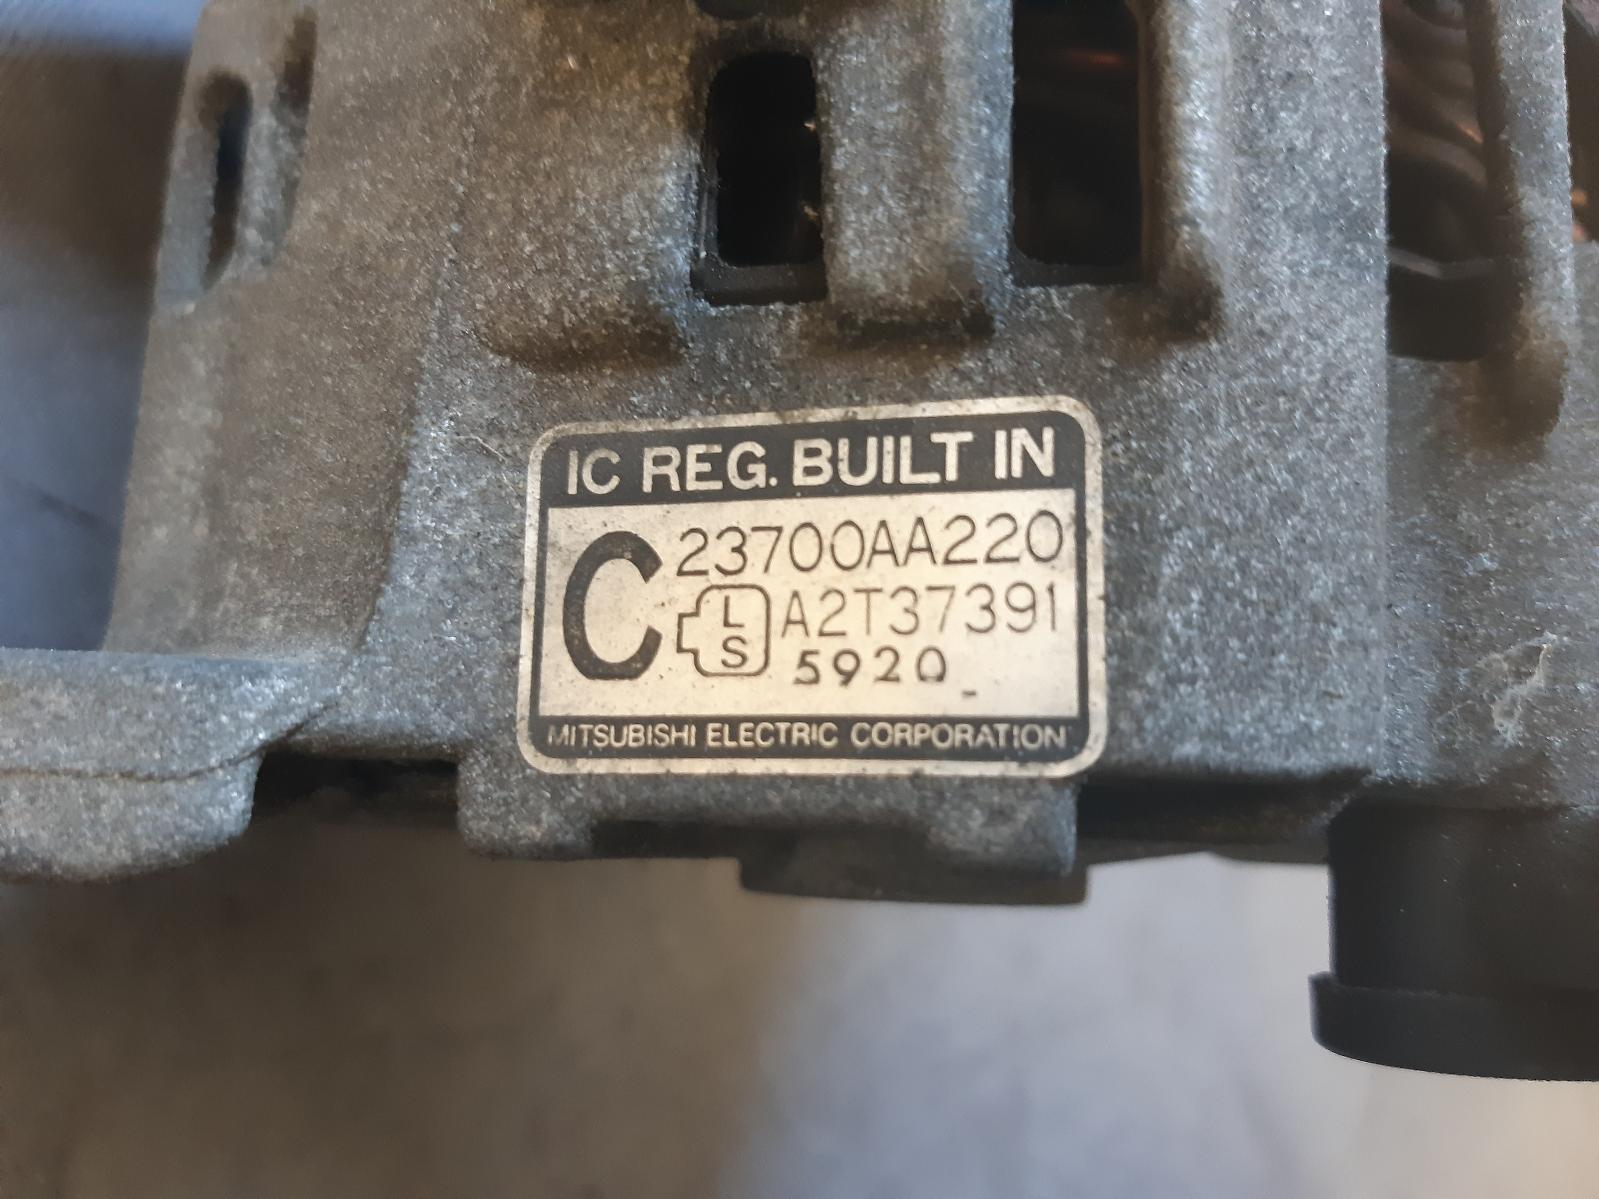 IC REG. BUILT IN
C 23700AA220
L A2T37391
S 5920
MITSUBISHI ELECTRIC CORPORATION